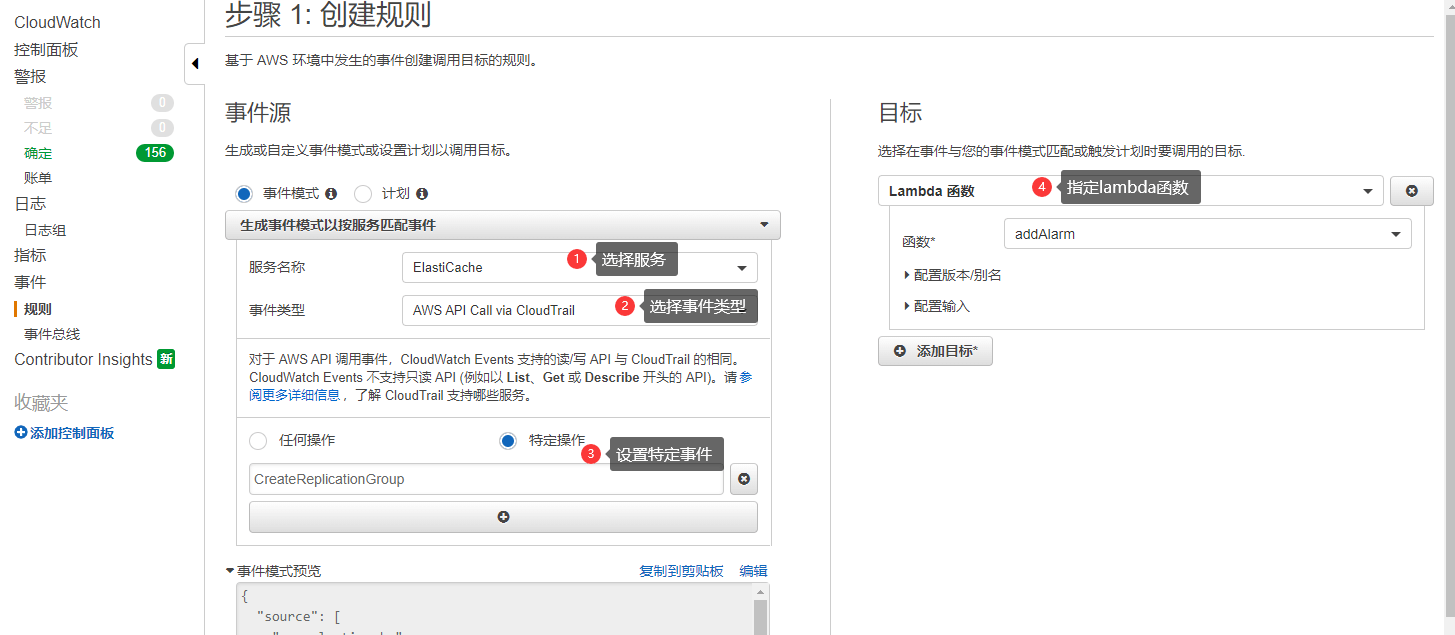 CloudWatch
控制面板
警报
警报 0
不足 0
确定 156
账单
日志
日志组
指标
事件
规则
事件总线
Contributor Insights 新
收藏夹
添加控制面板
步骤 1: 创建规则
基于 AWS 环境中发生的事件创建调用目标的规则。
事件源
生成或自定义事件模式或设置计划以调用目标。
事件模式 计划
生成事件模式以按服务匹配事件
服务名称 ElastiCache 1 选择服务
事件类型 AWS API Call via CloudTrail 2 选择事件类型
对于 AWS API 调用事件，CloudWatch Events 支持的读/写 API 与 CloudTrail 的相同。
CloudWatch Events 不支持只读 API (例如以 List、Get 或 Describe 开头的 API)。请参
阅更多详细信息，了解 CloudTrail 支持哪些服务。
任何操作 特定操作
3 设置特定事件
CreateReplicationGroup
事件模式预览 复制到剪贴板 编辑
{
"source": [
目标
选择在事件与您的事件模式匹配或触发计划时要调用的目标.
Lambda 函数 4 指定lambda函数
函数* addAlarm
配置版本/别名
配置输入
添加目标*